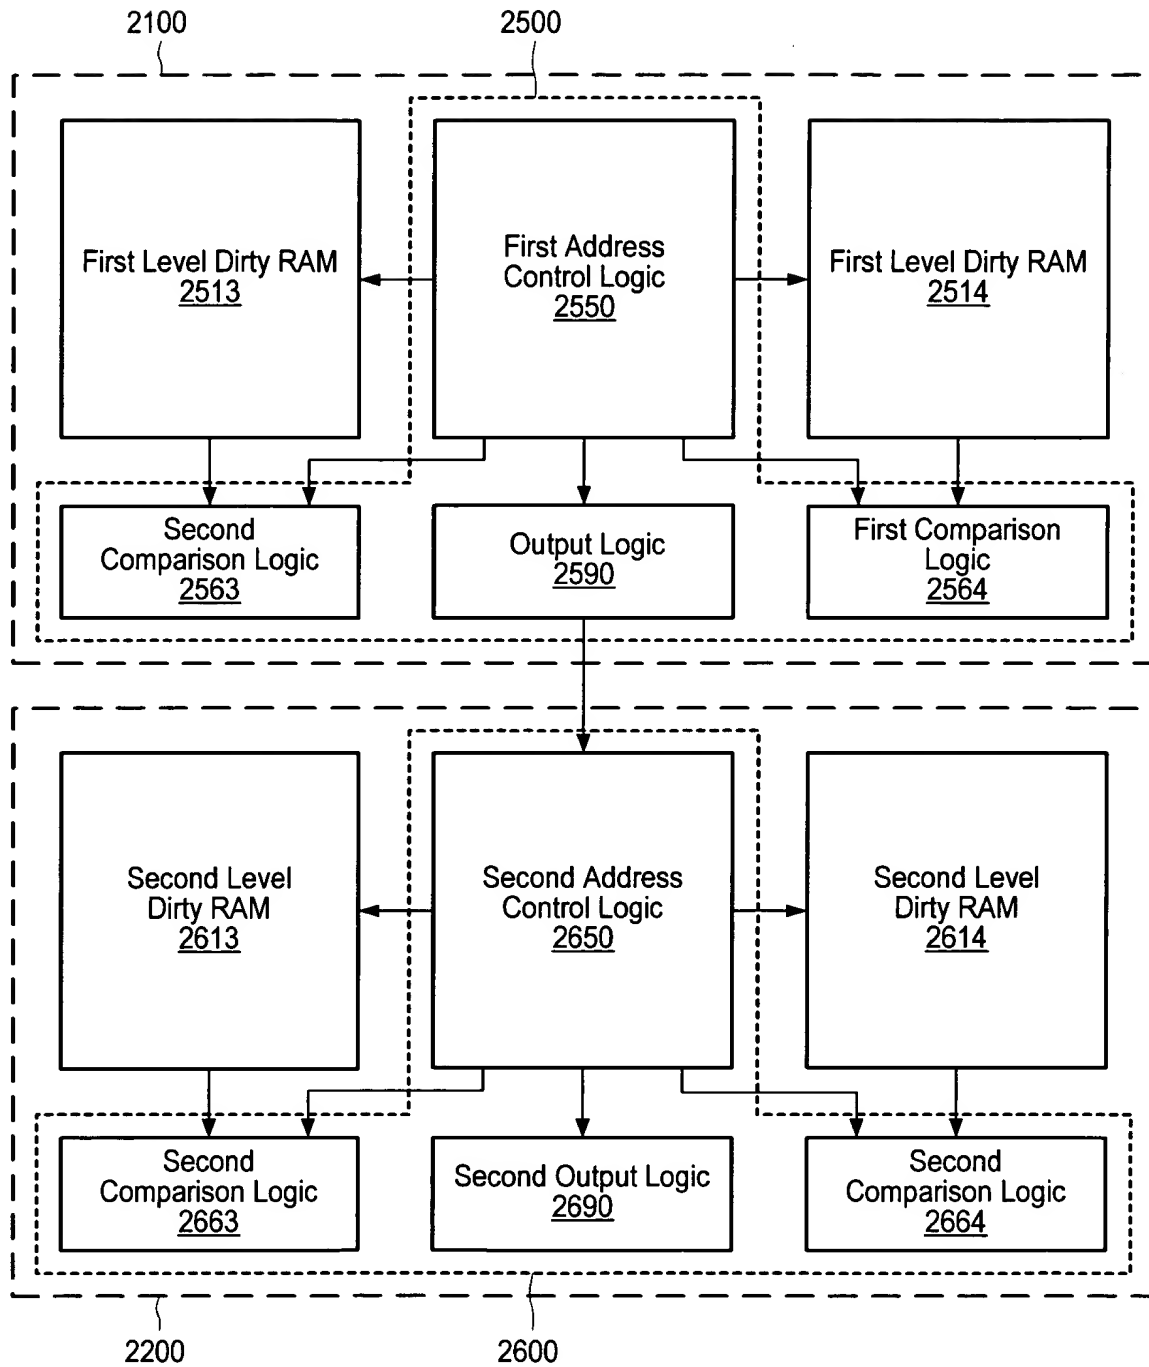 2100
2500
First Level Dirty RAM
2513
First Address
Control Logic
2550
First Level Dirty RAM
2514
Second
Comparison Logic
2563
Output Logic
2590
First Comparison
Logic
2564
Second Level
Dirty RAM
2613
Second Address
Control Logic
2650
Second Level
Dirty RAM
2614
Second
Comparison Logic
2663
Second Output Logic
2690
Second
Comparison Logic
2664
2200
2600